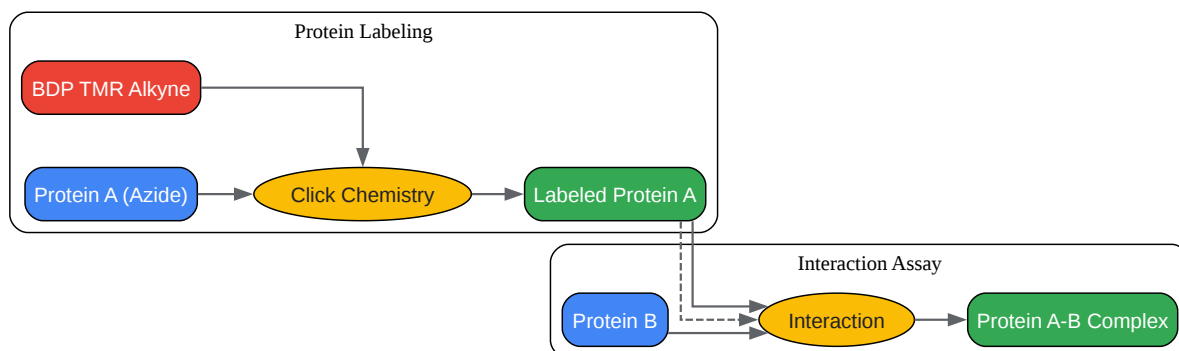 Protein Labeling
BDP TMR Alkyne
Protein A (Azide)
Click Chemistry
Labeled Protein A
Interaction Assay
Protein B
Interaction
Protein A-B Complex